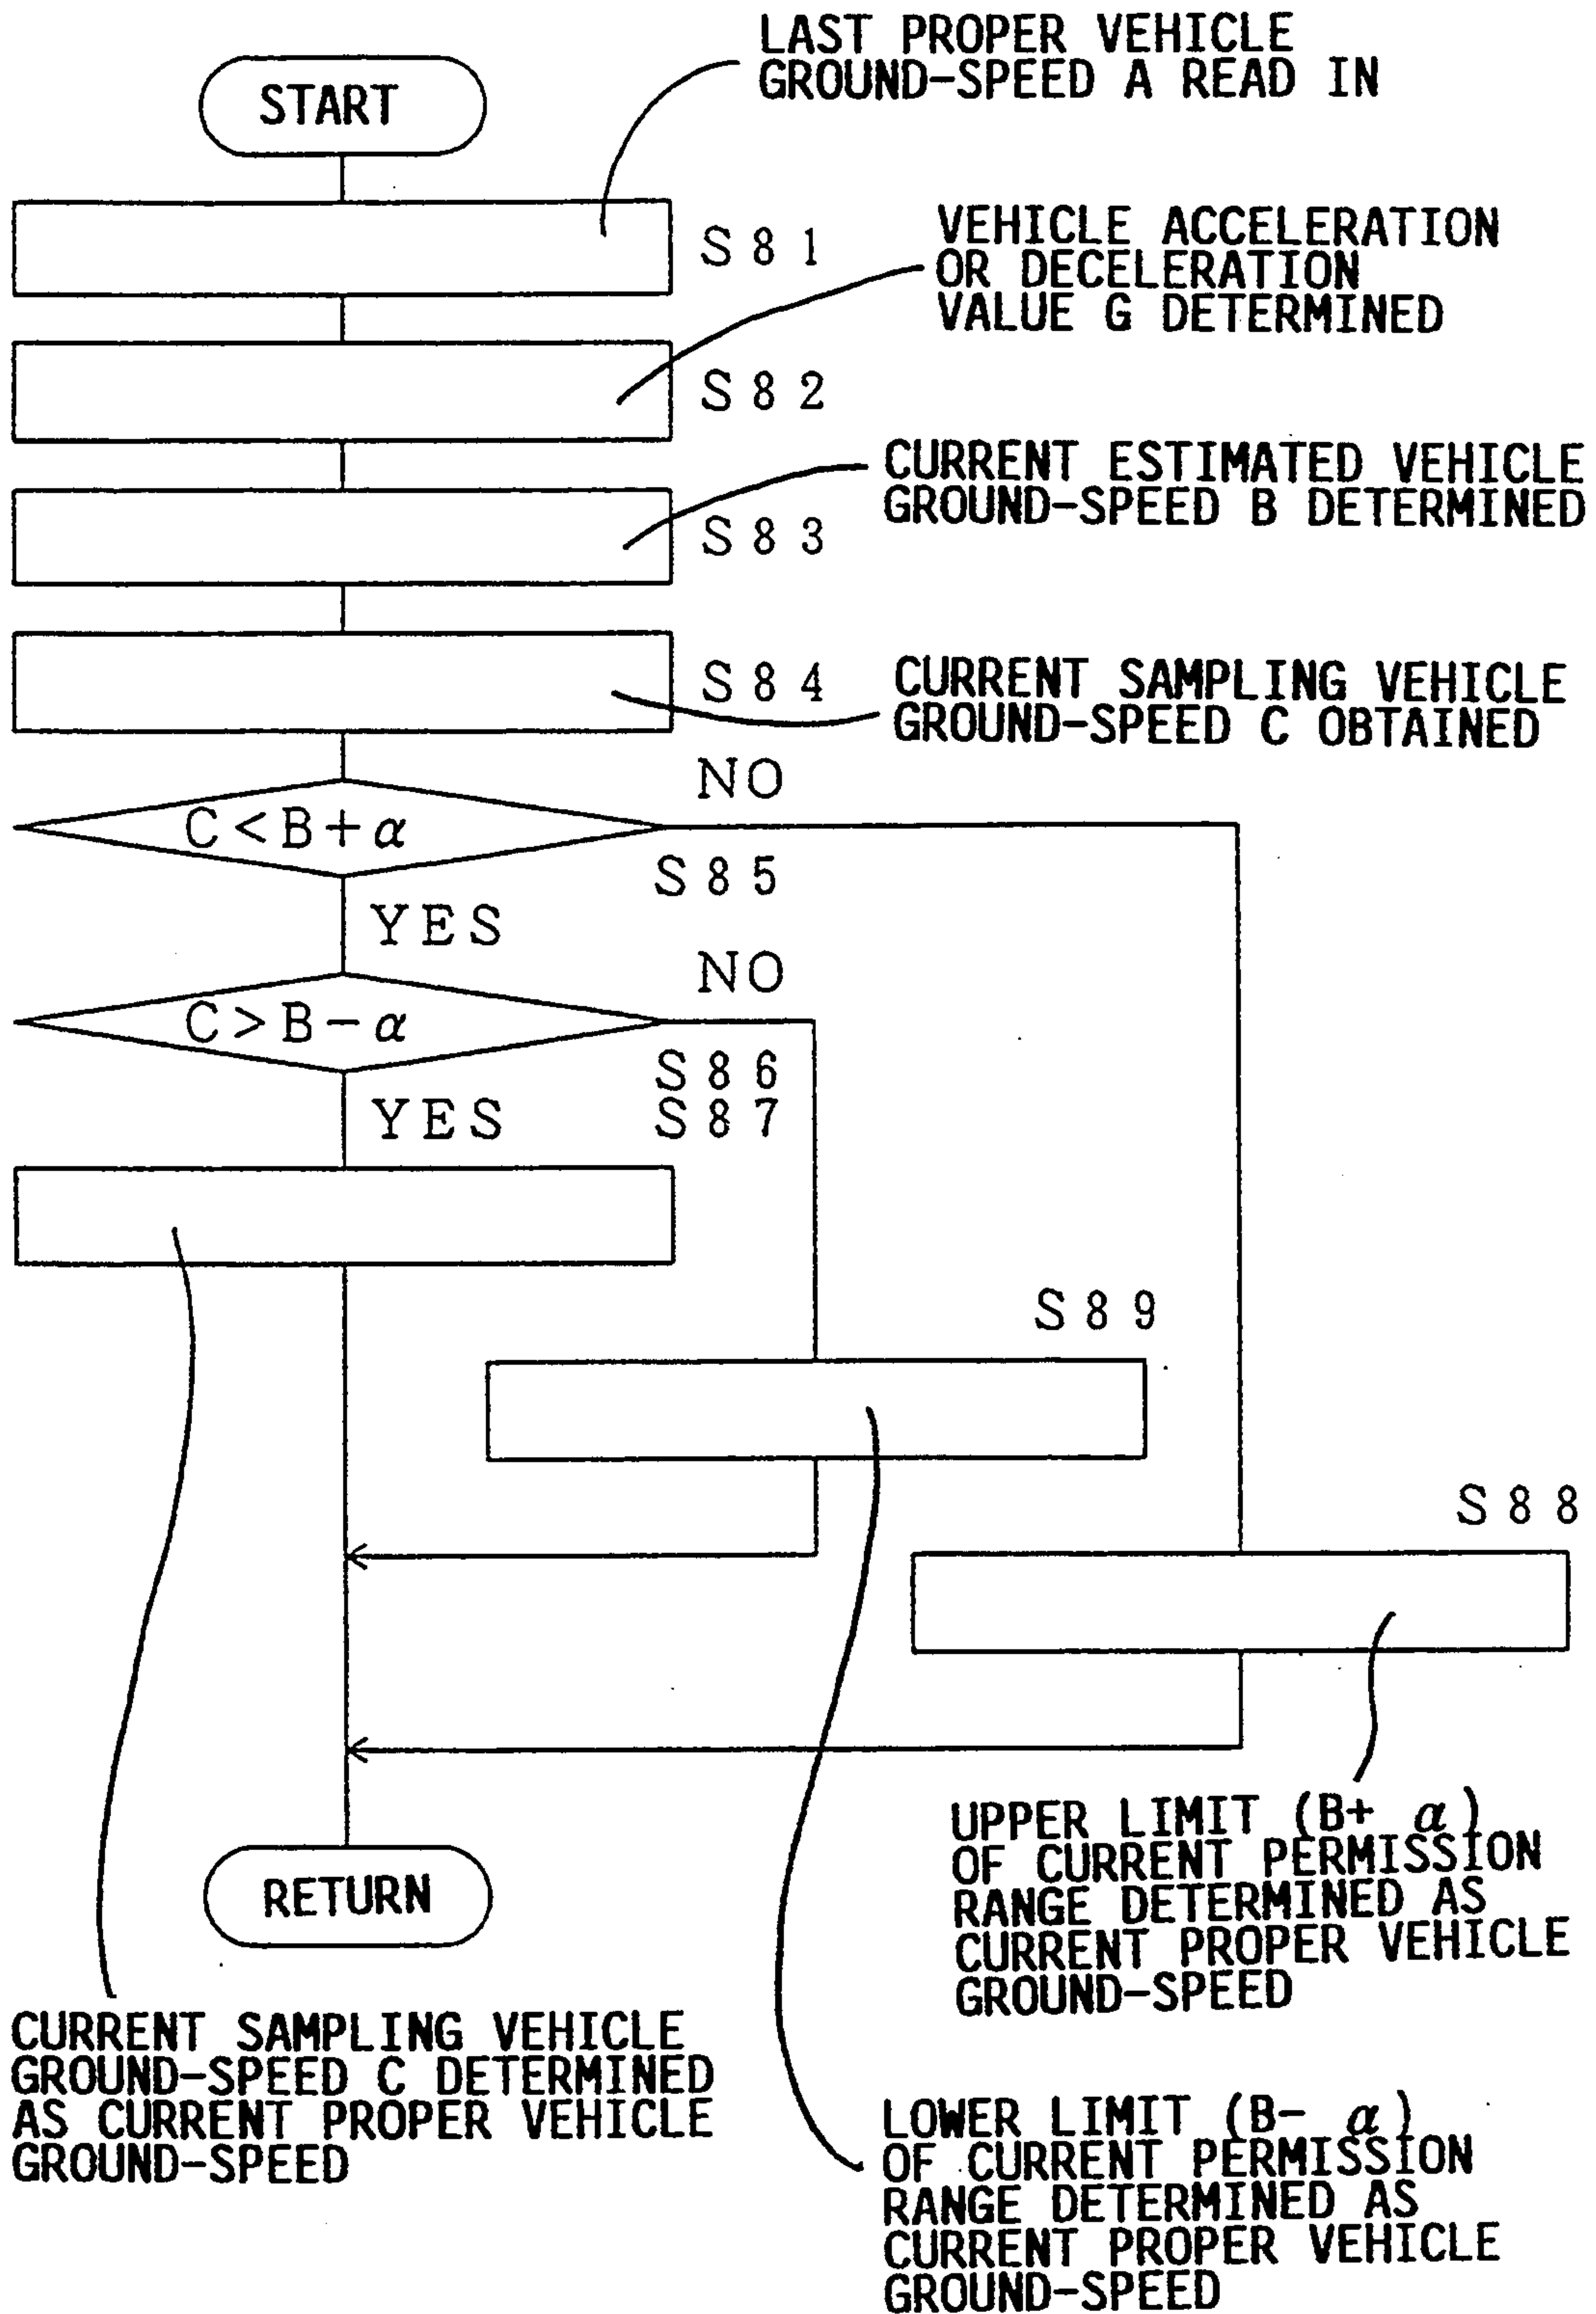 LAST PROPER VEHICLE
GROUND-SPEED A READ IN
START
S81
VEHICLE ACCELERATION
OR DECELERATION
VALUE G DETERMINED
S82
CURRENT ESTIMATED VEHICLE
GROUND-SPEED B DETERMINED
S83
S84
CURRENT SAMPLING VEHICLE
GROUND-SPEED C OBTAINED
NO
C<B+α
S85
YES
NO
C>B-α
S86
YES
S87
S89
S88
UPPER LIMIT (B+ α)
OF CURRENT PERMISSION
RANGE DETERMINED AS
CURRENT PROPER VEHICLE
GROUND-SPEED
RETURN
CURRENT SAMPLING VEHICLE
GROUND-SPEED C DETERMINED
AS CURRENT PROPER VEHICLE
GROUND-SPEED
LOWER LIMIT (B- α)
OF CURRENT PERMISSION
RANGE DETERMINED AS
CURRENT PROPER VEHICLE
GROUND-SPEED